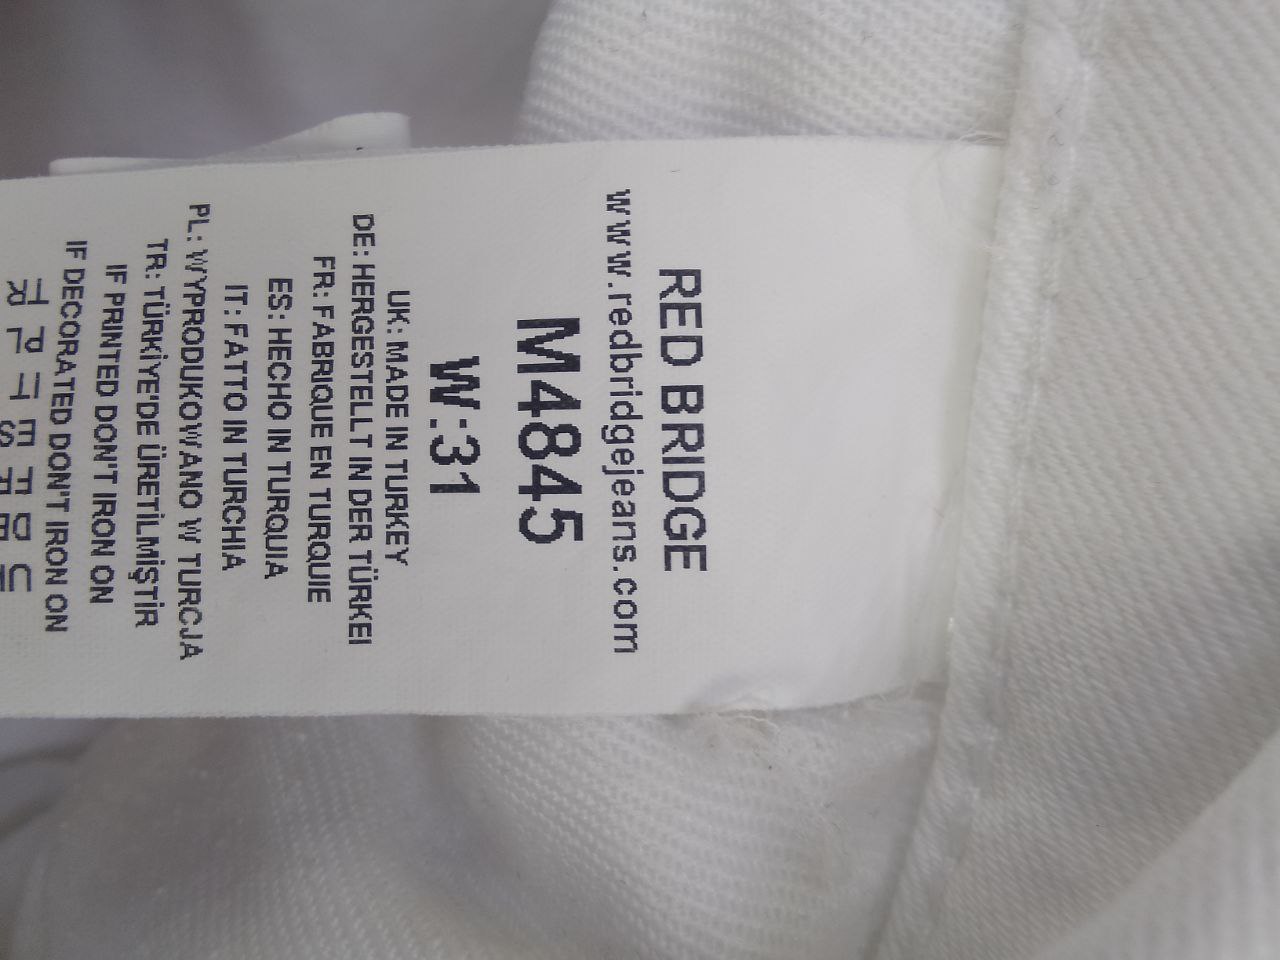 RED BRIDGE
www.redbridgejeans.com
M4845
W:31
UK: MADE IN TURKEY
DE: HERGESTELLT IN DER TÜRKEI
FR: FABRIQUE EN TURQUIE
ES: HECHO IN TURQUIA
IT: FATTO IN TURCHIA
PL: WYPRODUKOWANO W TURCJA
TR: TÜRKİYE'DE ÜRETİLMİŞTİR
IF PRINTED DON'T IRON ON
IF DECORATED DON'T IRON ON